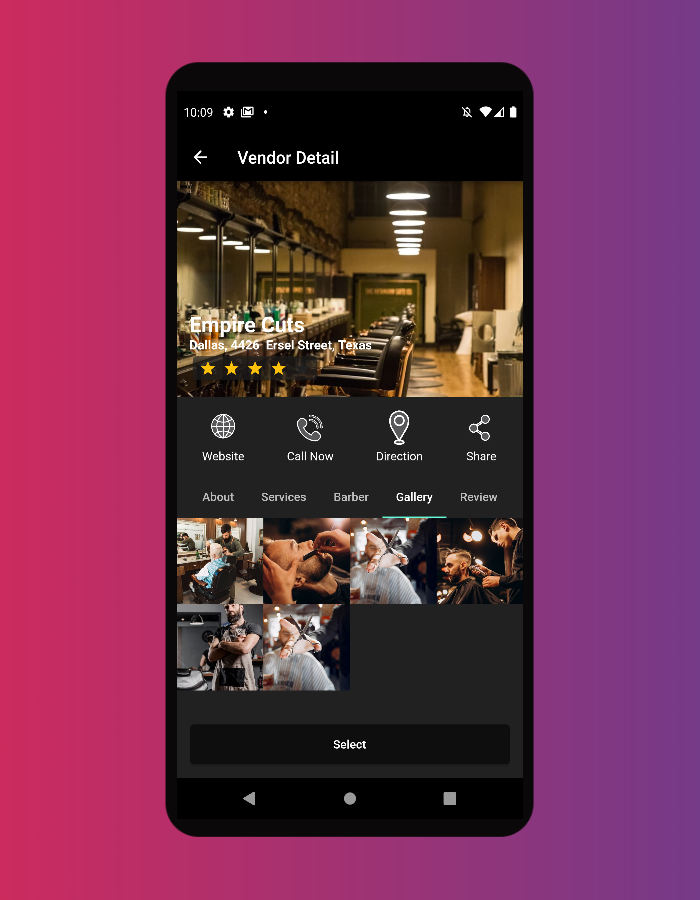 10:09
Vendor Detail
Empire Cuts
Dallas, 4426 Ersel Street, Texas
Website Call Now Direction Share
About Services Barber Gallery Review
Select